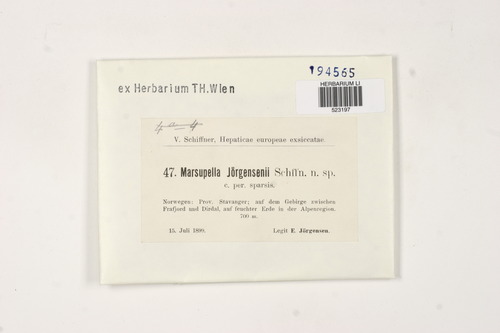 194565
HERBARIUM LI
523197
ex Herbarium TH.Wien
V. Schiffner, Hepaticae europeae exsiccatae.
47. Marsupella Jörgensenii Schffn. n. sp.
c. per. sparsis.
Norwegen: Prov. Stavanger; auf dem Gebirge zwischen
Frafjord und Dirdal, auf feuchter Erde in der Alpenregion.
700 m.
15. Juli 1899. Legit E. Jörgensen.